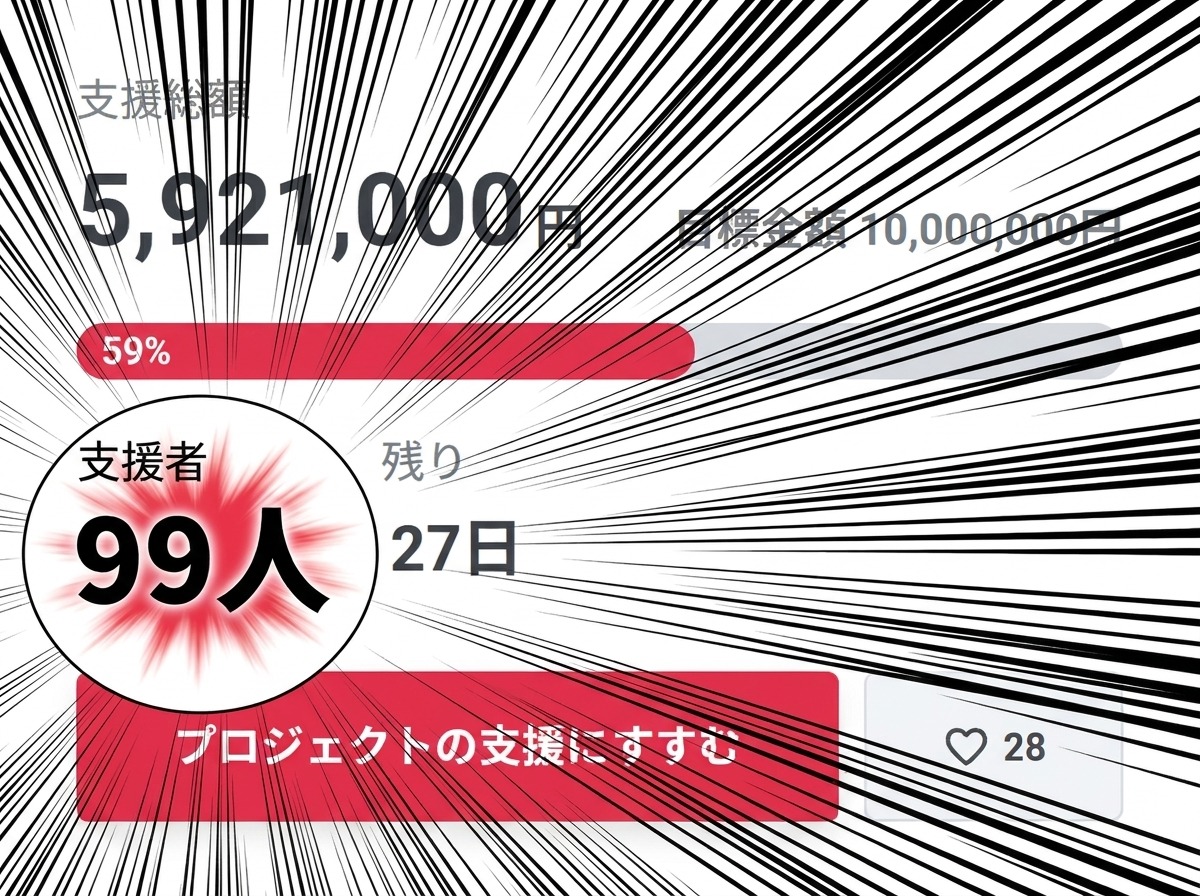 支援総額
5,921,000円 目標金額 10,000,000円
59%
支援者 残り
99人 27日
プロジェクトの支援にすすむ 28